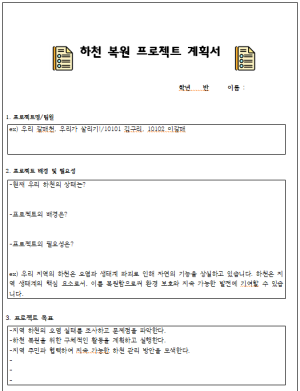 하천 복원 프로젝트 계획서
학년 반 이름 :
1. 프로젝트명/팀원
ex) 우리 갈매천, 우리가 살리기!/10101 김구리, 10102 이갈매
2. 프로젝트 배경 및 필요성
-현재 우리 하천의 상태는?
-프로젝트의 배경은?
-프로젝트의 필요성은?
ex) 우리 지역의 하천은 오염과 생태계 파괴로 인해 자연의 기능을 상실하고 있습니다. 하천은 지
역 생태계의 핵심 요소로서, 이를 복원함으로써 환경 보호와 지속 가능한 발전에 기여할 수 있습
니다.
3. 프로젝트 목표
-지역 하천의 오염 실태를 조사하고 문제점을 파악한다.
-하천 복원을 위한 구체적인 활동을 계획하고 실행한다.
-지역 주민과 협력하여 지속 가능한 하천 관리 방안을 모색한다.
-
-
-